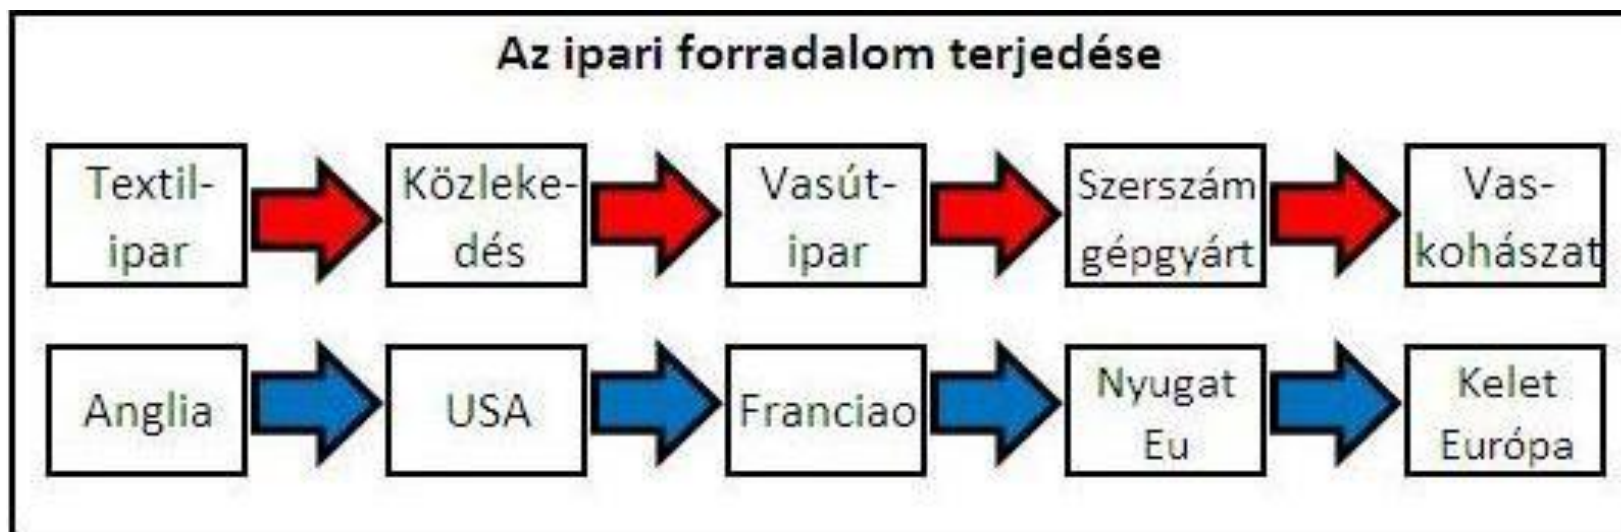 Az ipari forradalom terjedése
Textil-
ipar
Közleke-
dés
Vasút-
ipar
Szerszám
gépgyárt
Vas-
kohászat
Anglia
USA
Franciao
Nyugat
Eu
Kelet
Európa